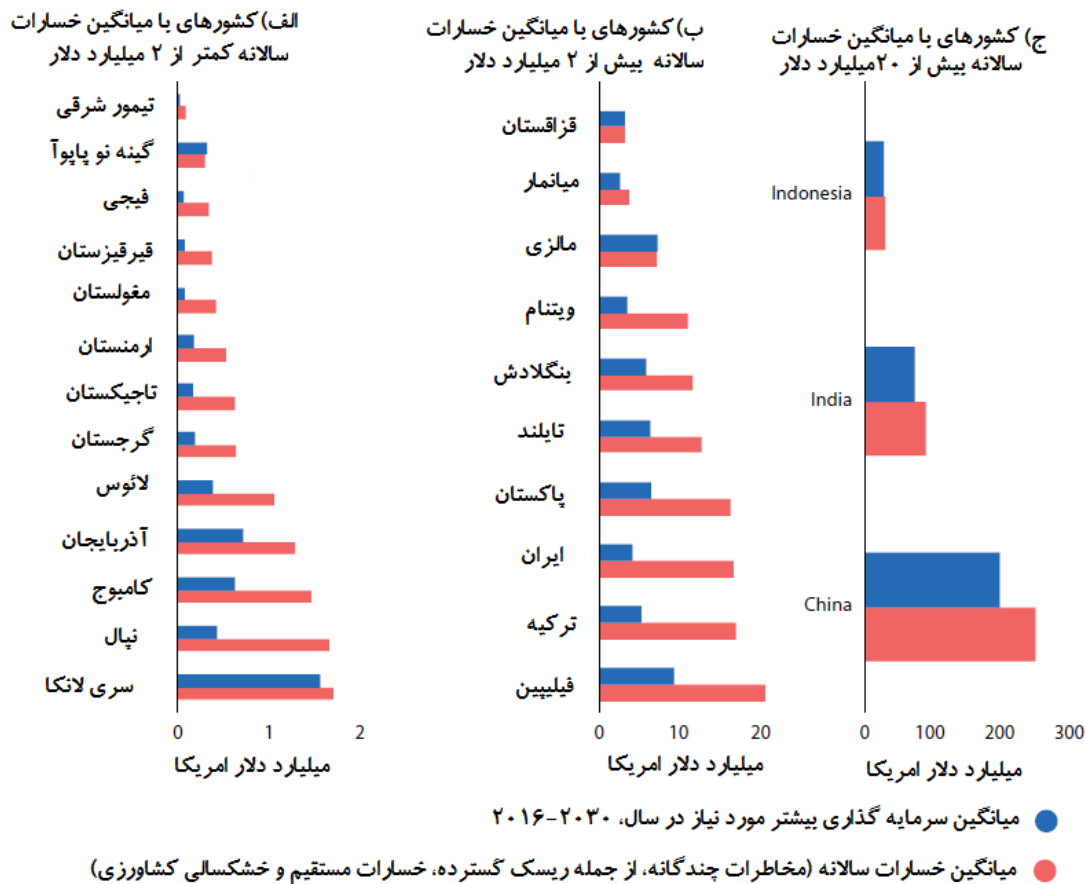 الف) کشورهای با میانگین خسارات
سالانه کمتر از ۲ میلیارد دلار
تیمور شرقی
گینه نو پاپوآ
فیجی
قیرقیزستان
مغولستان
ارمنستان
تاجیکستان
گرجستان
لائوس
آذربایجان
کامبوج
نپال
سری لانکا
0 1 2
میلیارد دلار امریکا
ب) کشورهای با میانگین خسارات
سالانه بیش از ۲ میلیارد دلار
قزاقستان
میانمار
مالزی
ویتنام
بنگلادش
تایلند
پاکستان
ایران
ترکیه
فیلیپین
0 10 20
میلیارد دلار امریکا
ج) کشورهای با میانگین خسارات
سالانه بیش از ۲۰میلیارد دلار
Indonesia
India
China
0 100 200 300
میلیارد دلار امریکا
میانگین سرمایه گذاری بیشتر مورد نیاز در سال، ۲۰۳۰-۲۰۱۶
میانگین خسارات سالانه (مخاطرات چندگانه، از جمله ریسک گسترده، خسارات مستقیم و خشکسالی کشاورزی)